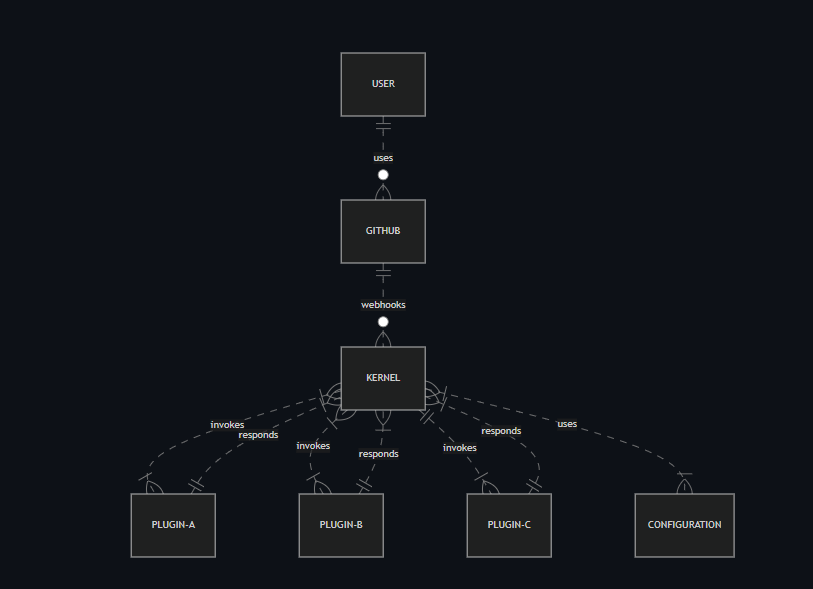 USER
uses
GITHUB
webhooks
KERNEL
invokes
responds
invokes
responds
invokes
responds
uses
PLUGIN-A
PLUGIN-B
PLUGIN-C
CONFIGURATION